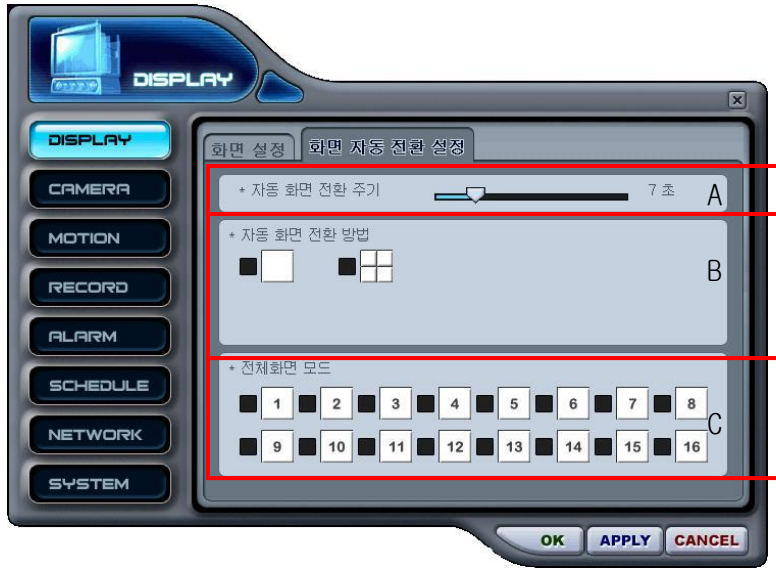 DISPLAY
DISPLAY
CAMERA
MOTION
RECORD
ALARM
SCHEDULE
NETWORK
SYSTEM
화면 설정 화면 자동 전환 설정
* 자동 화면 전환 주기 7 초 A
* 자동 화면 전환 방법
B
* 전체화면 모드
1 2 3 4 5 6 7 8
C
9 10 11 12 13 14 15 16
OK APPLY CANCEL